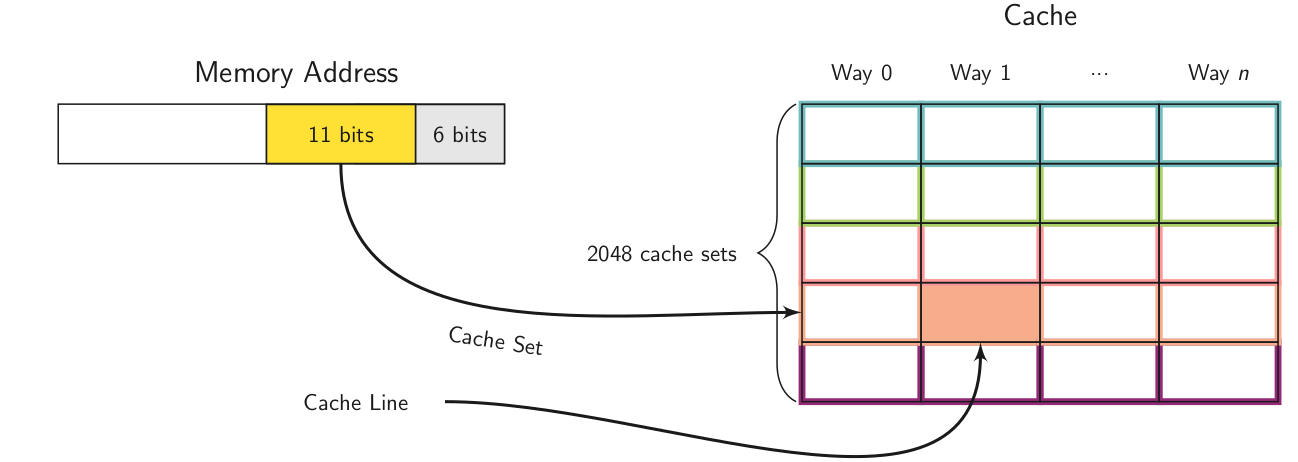 Cache
Memory Address
Way 0 Way 1 ··· Way n
11 bits 6 bits
2048 cache sets
Cache Set
Cache Line